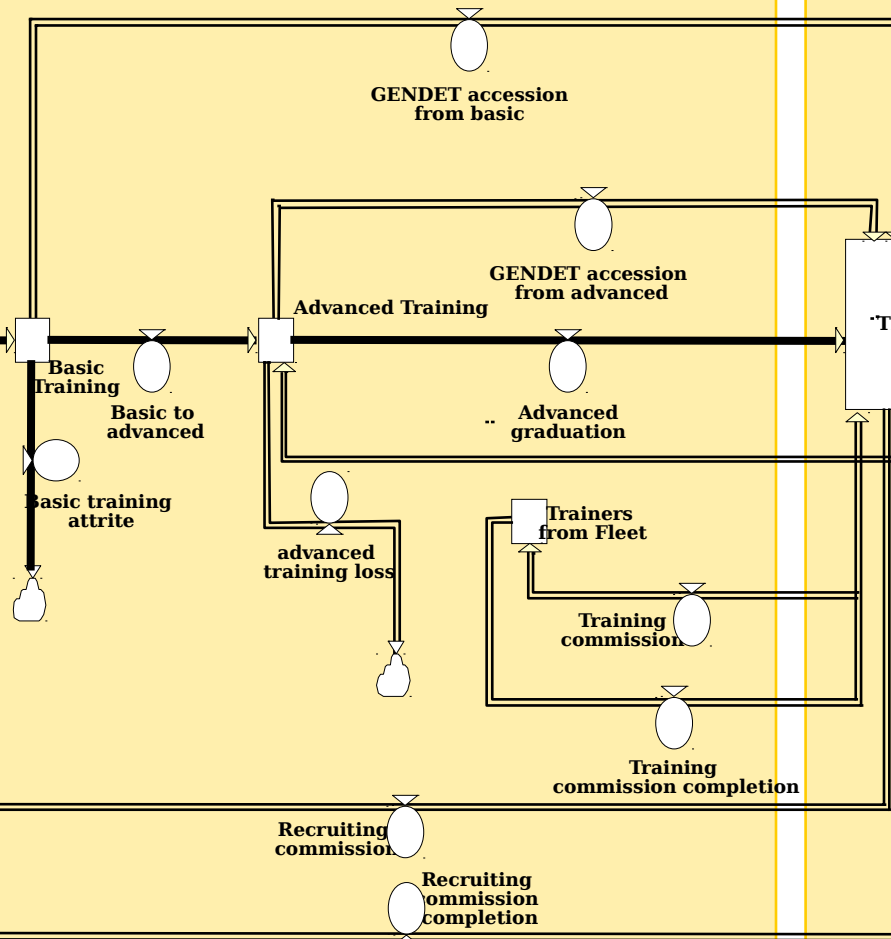 GENDET accession
from basic
GENDET accession
from advanced
Advanced Training
Basic
Training
Basic to
advanced
Advanced
graduation
Basic training
attrite
advanced
training loss
Trainers
from Fleet
Training
commission
Training
commission completion
Recruiting
commission
Recruiting
commission
completion